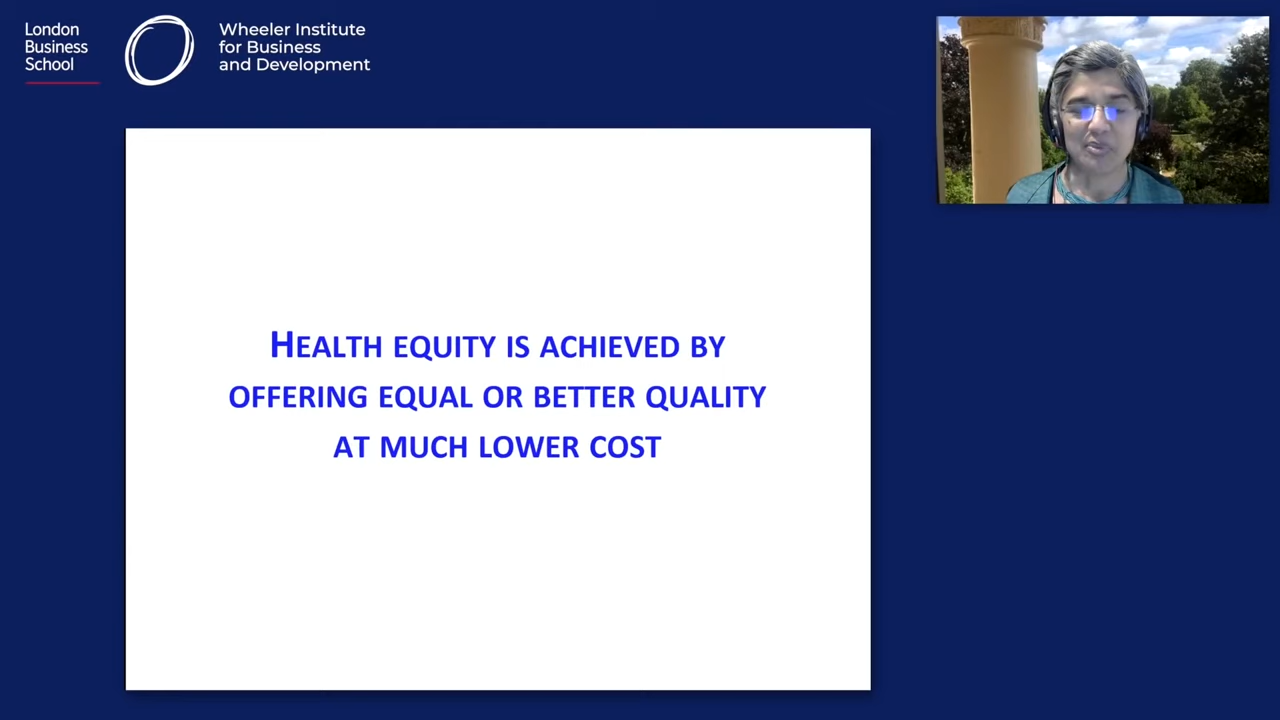 London
Business
School
Wheeler Institute
for Business
and Development
HEALTH EQUITY IS ACHIEVED BY
OFFERING EQUAL OR BETTER QUALITY
AT MUCH LOWER COST